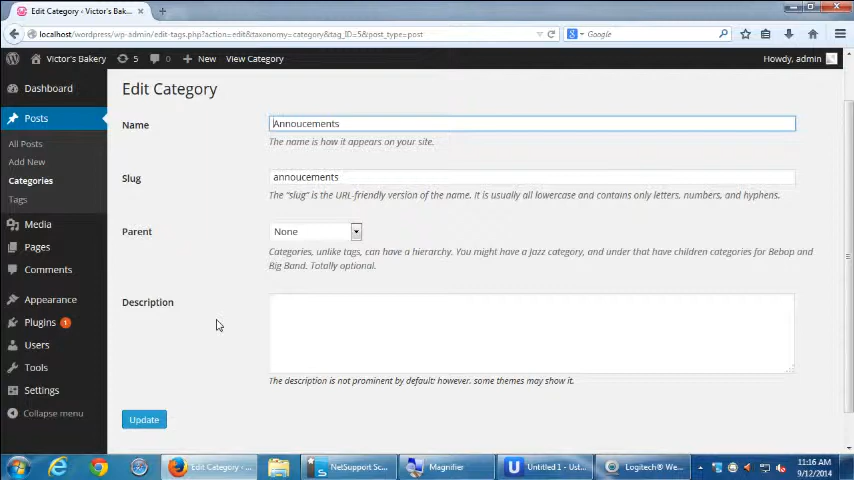 Edit Category ‹ Victor's Bak...
localhost/wordpress/wp-admin/edit-tags.php?action=edit&taxonomy=category&tag_ID=5&post_type=post
Google
Victor's Bakery
5
New
View Category
Howdy, admin
Dashboard
Posts
All Posts
Add New
Categories
Tags
Media
Pages
Comments
Appearance
Plugins 1
Users
Tools
Settings
Collapse menu
Edit Category
Name
Annoucements
The name is how it appears on your site.
Slug
annoucements
The “slug” is the URL-friendly version of the name. It is usually all lowercase and contains only letters, numbers, and hyphens.
Parent
None
Categories, unlike tags, can have a hierarchy. You might have a Jazz category, and under that have children categories for Bebop and
Big Band. Totally optional.
Description
The description is not prominent by default; however, some themes may show it.
Update
Edit Category ‹ ...
NetSupport Sc...
Magnifier
Untitled 1 - Ust...
Logitech® We...
11:16 AM
9/12/2014